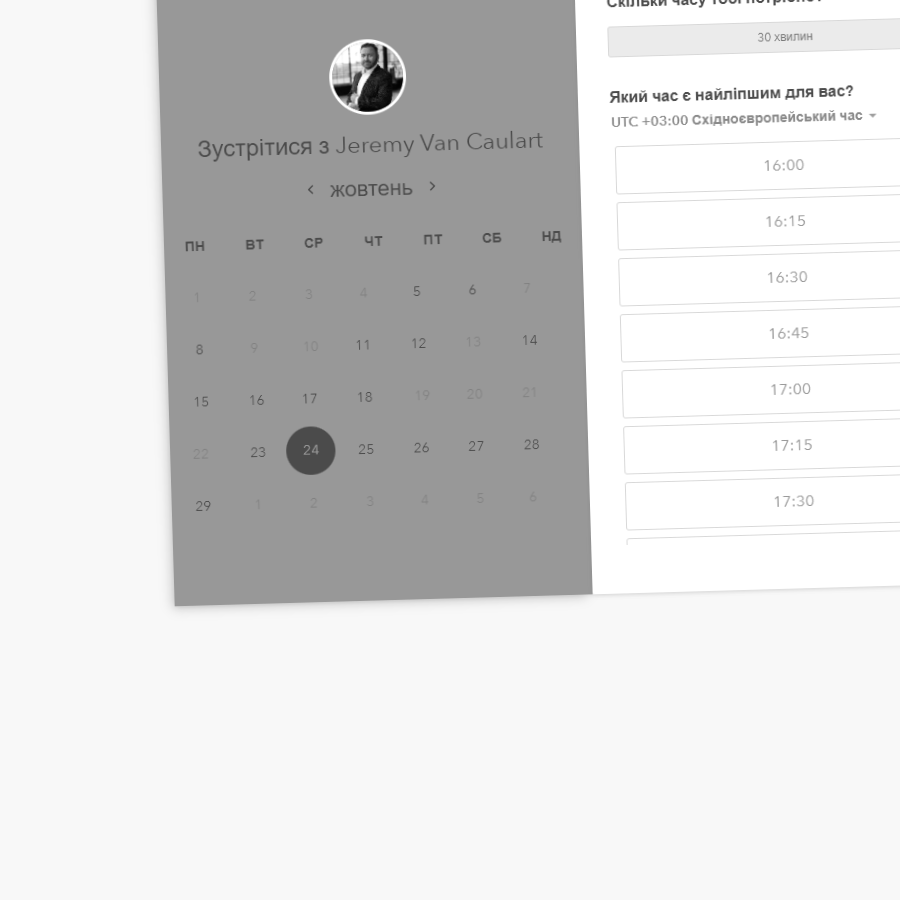 Зустрітися з Jeremy Van Caulart
жовтень
ПН ВТ СР ЧТ ПТ СБ НД
1 2 3 4 5 6 7
8 9 10 11 12 13 14
15 16 17 18 19 20 21
22 23 24 25 26 27 28
29 1 2 3 4 5 6
Скільки часу тобі потрібно?
30 хвилин
Який час є найліпшим для вас?
UTC +03:00 Східноєвропейський час
16:00
16:15
16:30
16:45
17:00
17:15
17:30